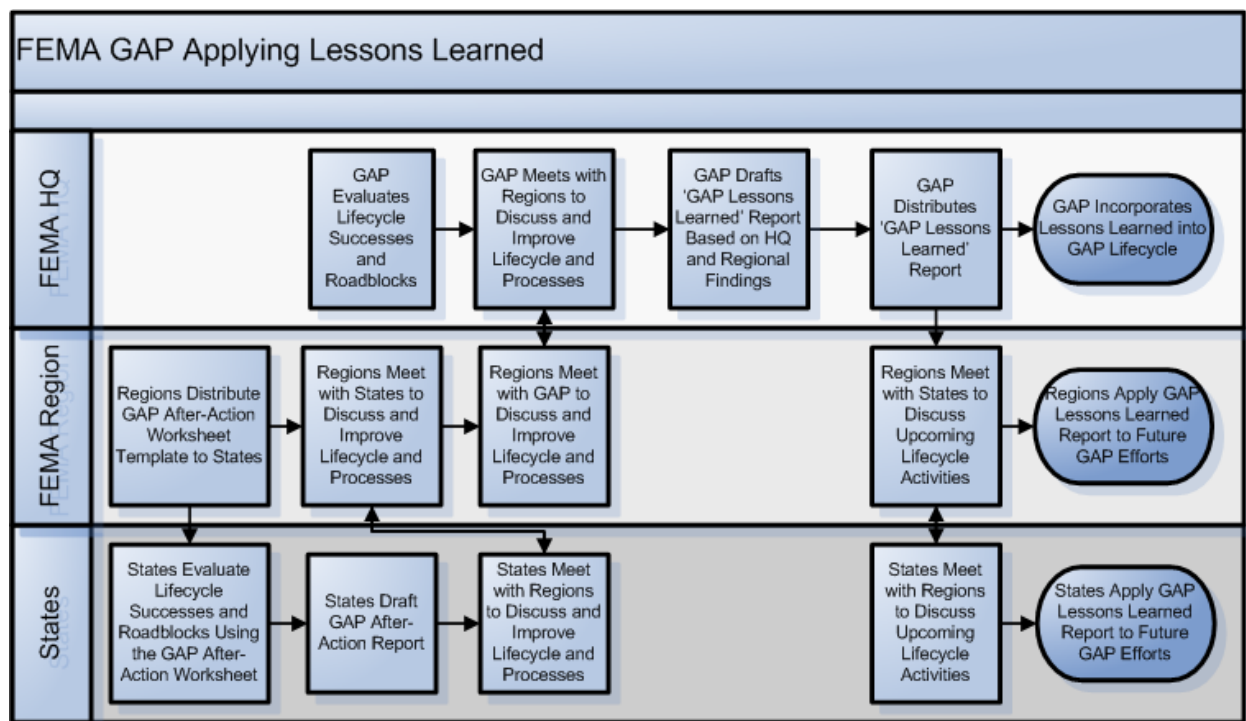 FEMA GAP Applying Lessons Learned
FEMA HQ
GAP
Evaluates
Lifecycle
Successes
and
Roadblocks
GAP Meets with
Regions to
Discuss and
Improve
Lifecycle and
Processes
GAP Drafts
'GAP Lessons
Learned' Report
Based on HQ
and Regional
Findings
GAP
Distributes
'GAP Lessons
Learned'
Report
GAP Incorporates
Lessons Learned into
GAP Lifecycle
FEMA Region
Regions Distribute
GAP After-Action
Worksheet
Template to States
Regions Meet
with States to
Discuss and
Improve
Lifecycle and
Processes
Regions Meet
with GAP to
Discuss and
Improve
Lifecycle and
Processes
Regions Meet
with States to
Discuss
Upcoming
Lifecycle
Activities
Regions Apply GAP
Lessons Learned
Report to Future
GAP Efforts
States
States Evaluate
Lifecycle
Successes and
Roadblocks Using
the GAP After-
Action Worksheet
States Draft
GAP After-
Action Report
States Meet
with Regions
to Discuss and
Improve
Lifecycle and
Processes
States Meet
with Regions
to Discuss
Upcoming
Lifecycle
Activities
States Apply GAP
Lessons Learned
Report to Future
GAP Efforts